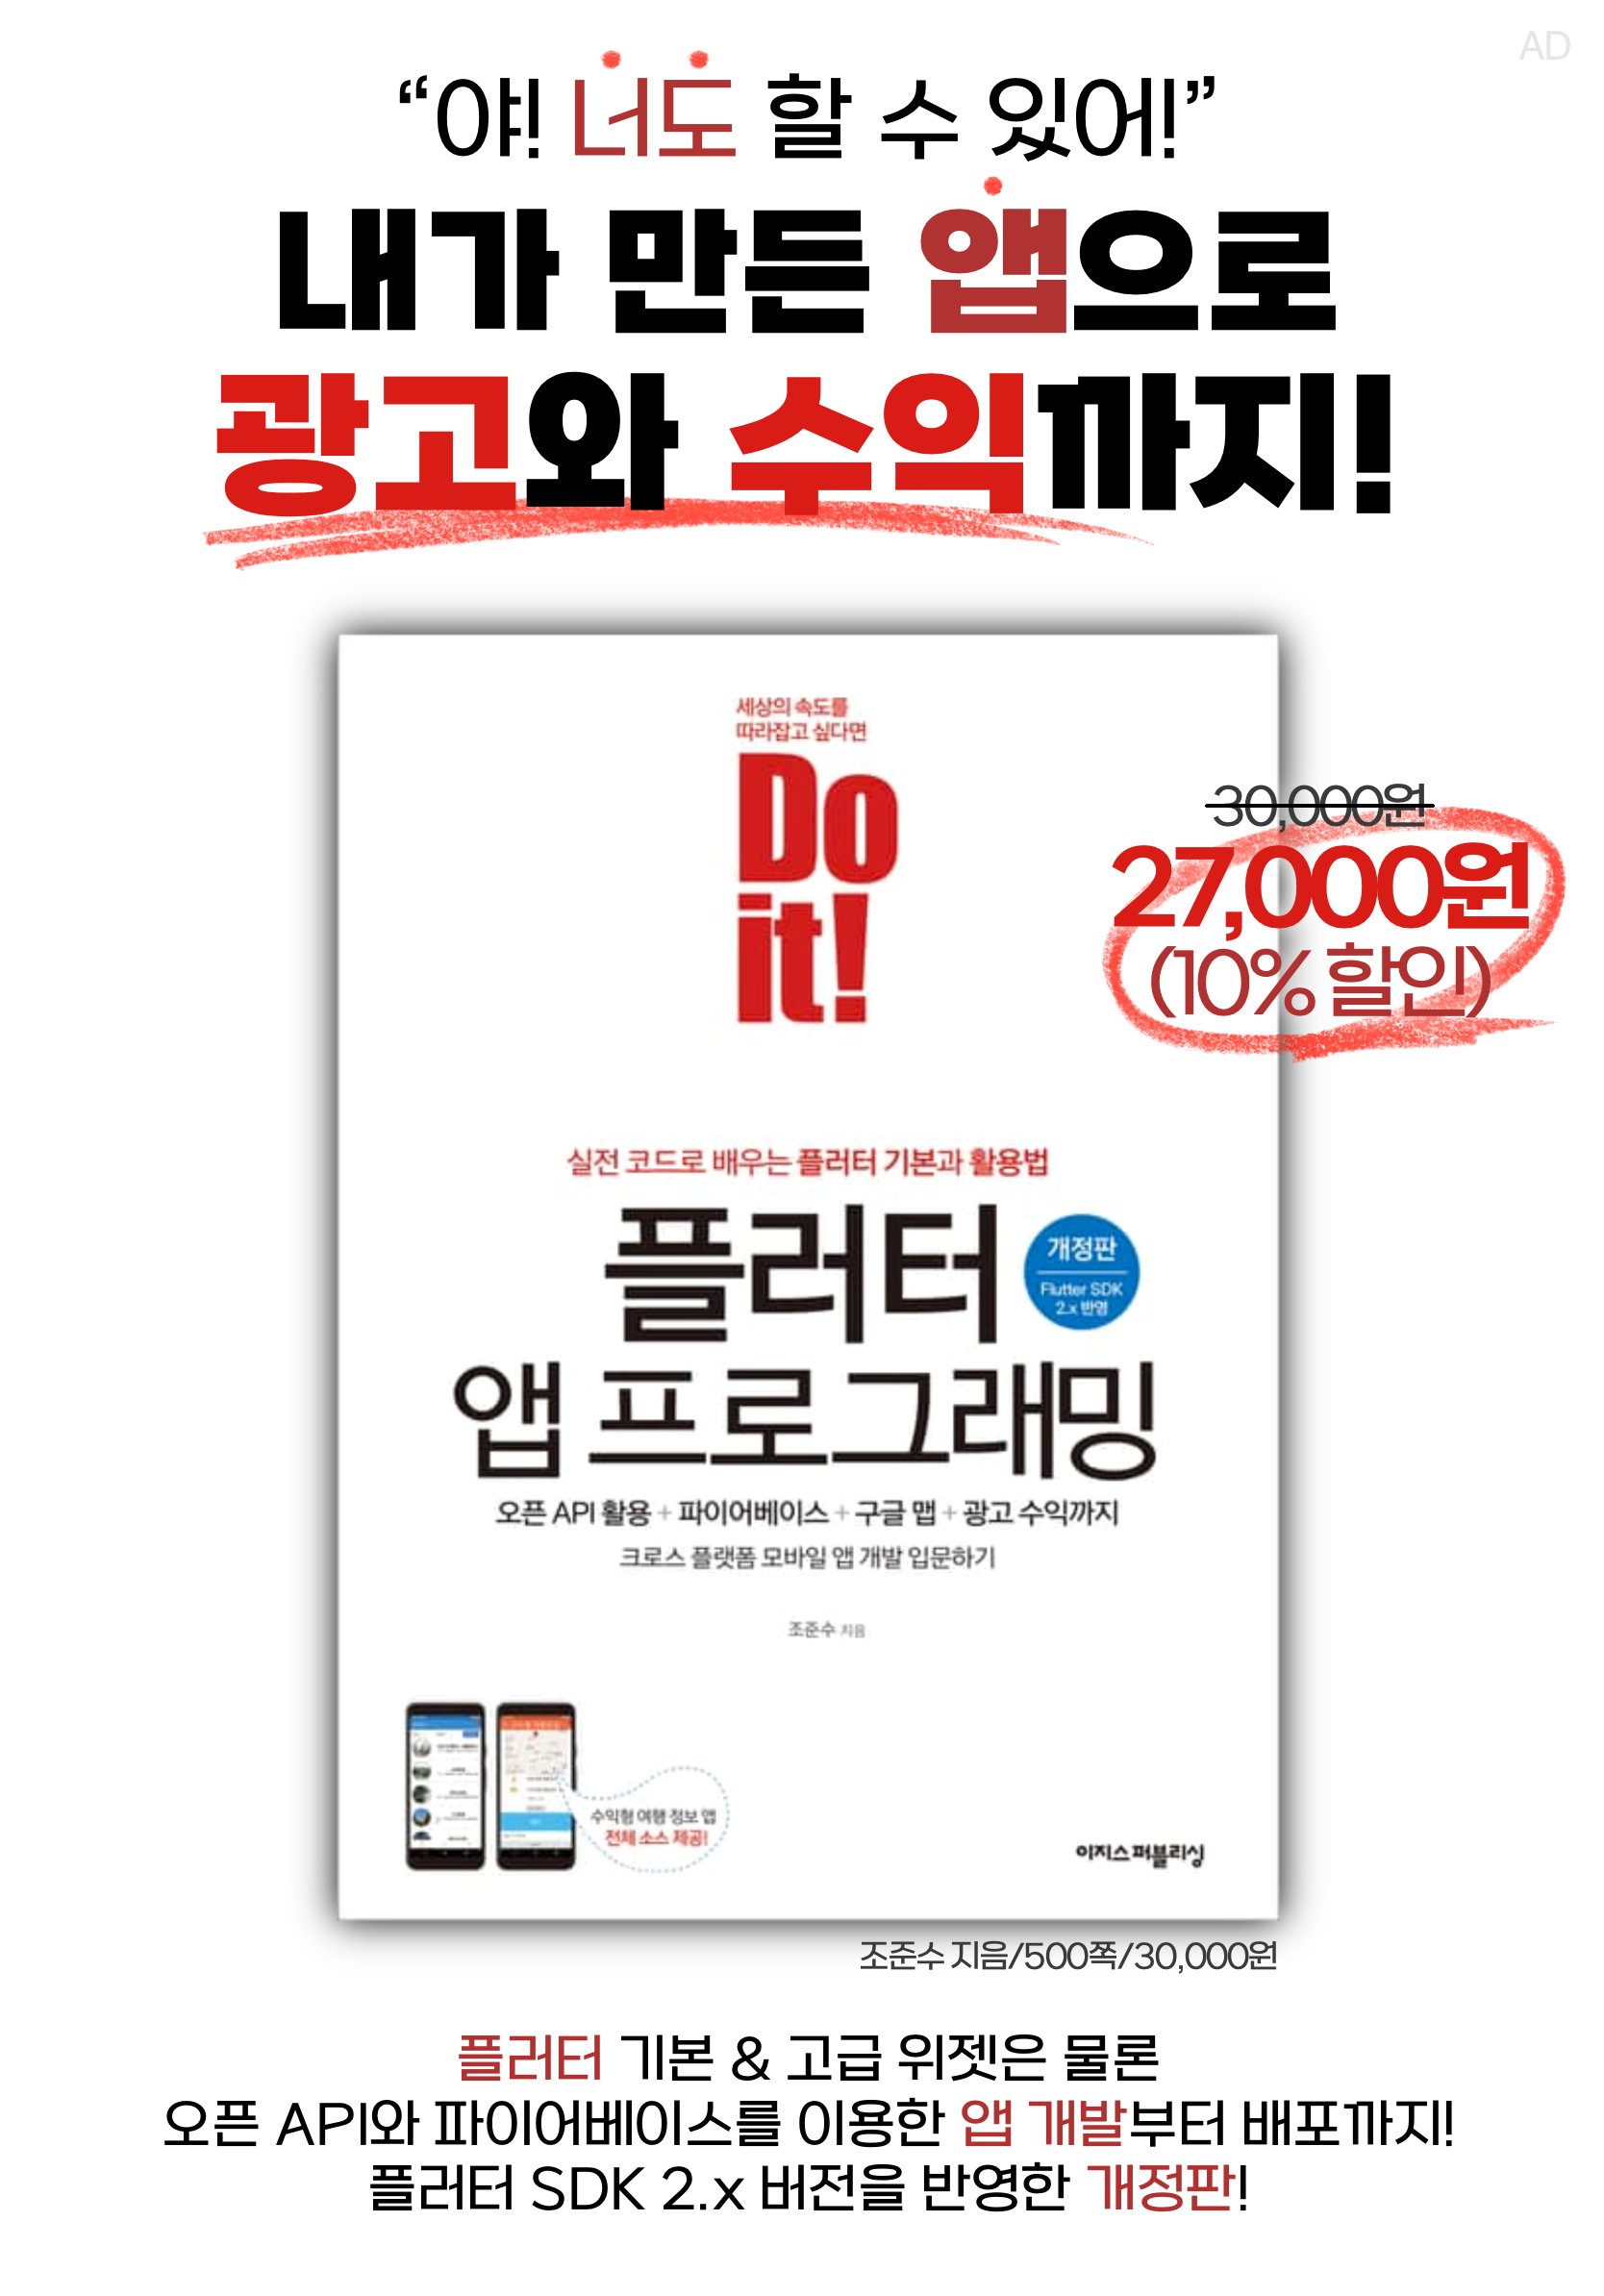 AD
“야! 너도 할 수 있어!”
내가 만든 앱으로
광고와 수익까지!
세상의 속도를
따라잡고 싶다면
Do
it!
30,000원
27,000원
(10% 할인)
실전 코드로 배우는 플러터 기본과 활용법
플러터
개정판
Flutter SDK
2.x 반영
앱 프로그래밍
오픈 API 활용 + 파이어베이스 + 구글 맵 + 광고 수익까지
크로스 플랫폼 모바일 앱 개발 입문하기
조준수 지음
수익형 여행 정보 앱
전체 소스 제공!
이지스퍼블리싱
조준수 지음/500쪽/30,000원
플러터 기본 & 고급 위젯은 물론
오픈 API와 파이어베이스를 이용한 앱 개발부터 배포까지!
플러터 SDK 2.x 버전을 반영한 개정판!